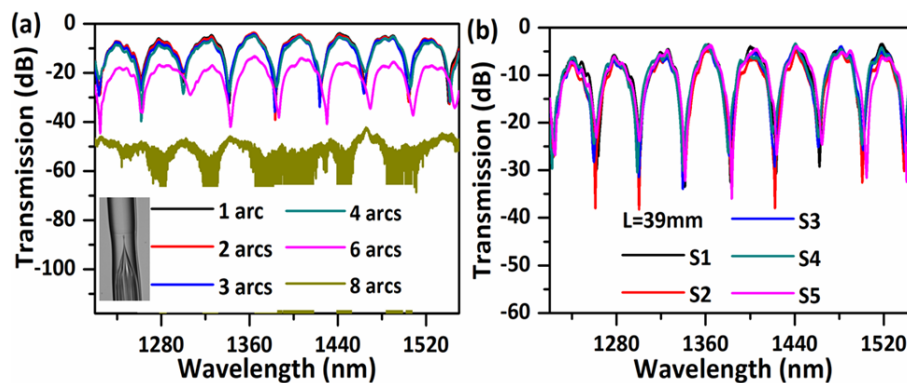 (a)
Transmission (dB)
0
-20
-40
-60
-80
-100
1 arc
2 arcs
3 arcs
4 arcs
6 arcs
8 arcs
1280
1360
1440
1520
Wavelength (nm)
(b)
Transmission (dB)
0
-10
-20
-30
-40
-50
-60
L=39mm
S1
S2
S3
S4
S5
1280
1360
1440
1520
Wavelength (nm)